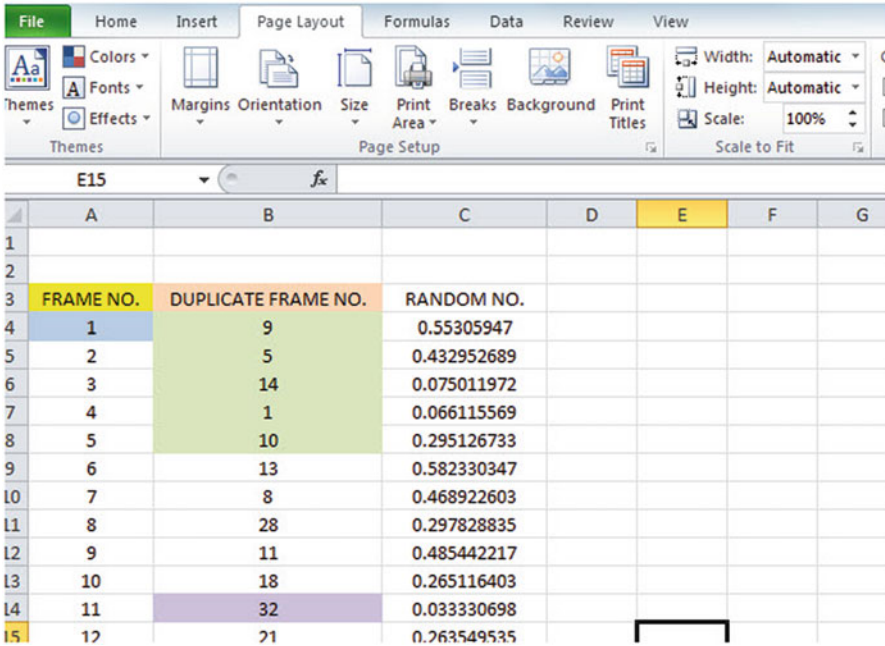 File Home Insert Page Layout Formulas Data Review View
Colors
Fonts
Effects
Themes
Themes
Margins Orientation Size Print Area Breaks Background Print Titles
Page Setup
Width: Automatic
Height: Automatic
Scale: 100%
Scale to Fit
E15 fx
A B C D E F G
1
2
3 FRAME NO. DUPLICATE FRAME NO. RANDOM NO.
4 1 9 0.55305947
5 2 5 0.432952689
6 3 14 0.075011972
7 4 1 0.066115569
8 5 10 0.295126733
9 6 13 0.582330347
10 7 8 0.468922603
11 8 28 0.297828835
12 9 11 0.485442217
13 10 18 0.265116403
14 11 32 0.033330698
15 12 21 0.263549535